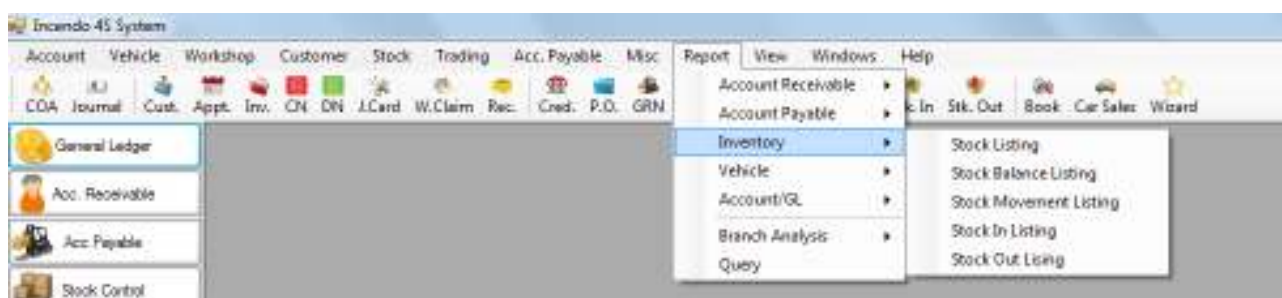 Incendo 4S System
Account Vehicle Workshop Customer Stock Trading Acc. Payable Misc Report View Windows Help
COA Journal Cust. Appt. Inv. CN DN J.Card W.Claim Rec. Cred. P.O. GRN k. In Stk. Out Book Car Sales Wizard
Account Receivable
Account Payable
Inventory
Vehicle
Account/GL
Branch Analysis
Query
Stock Listing
Stock Balance Listing
Stock Movement Listing
Stock In Listing
Stock Out Lising
General Ledger
Acc. Receivable
Acc Payable
Stock Control